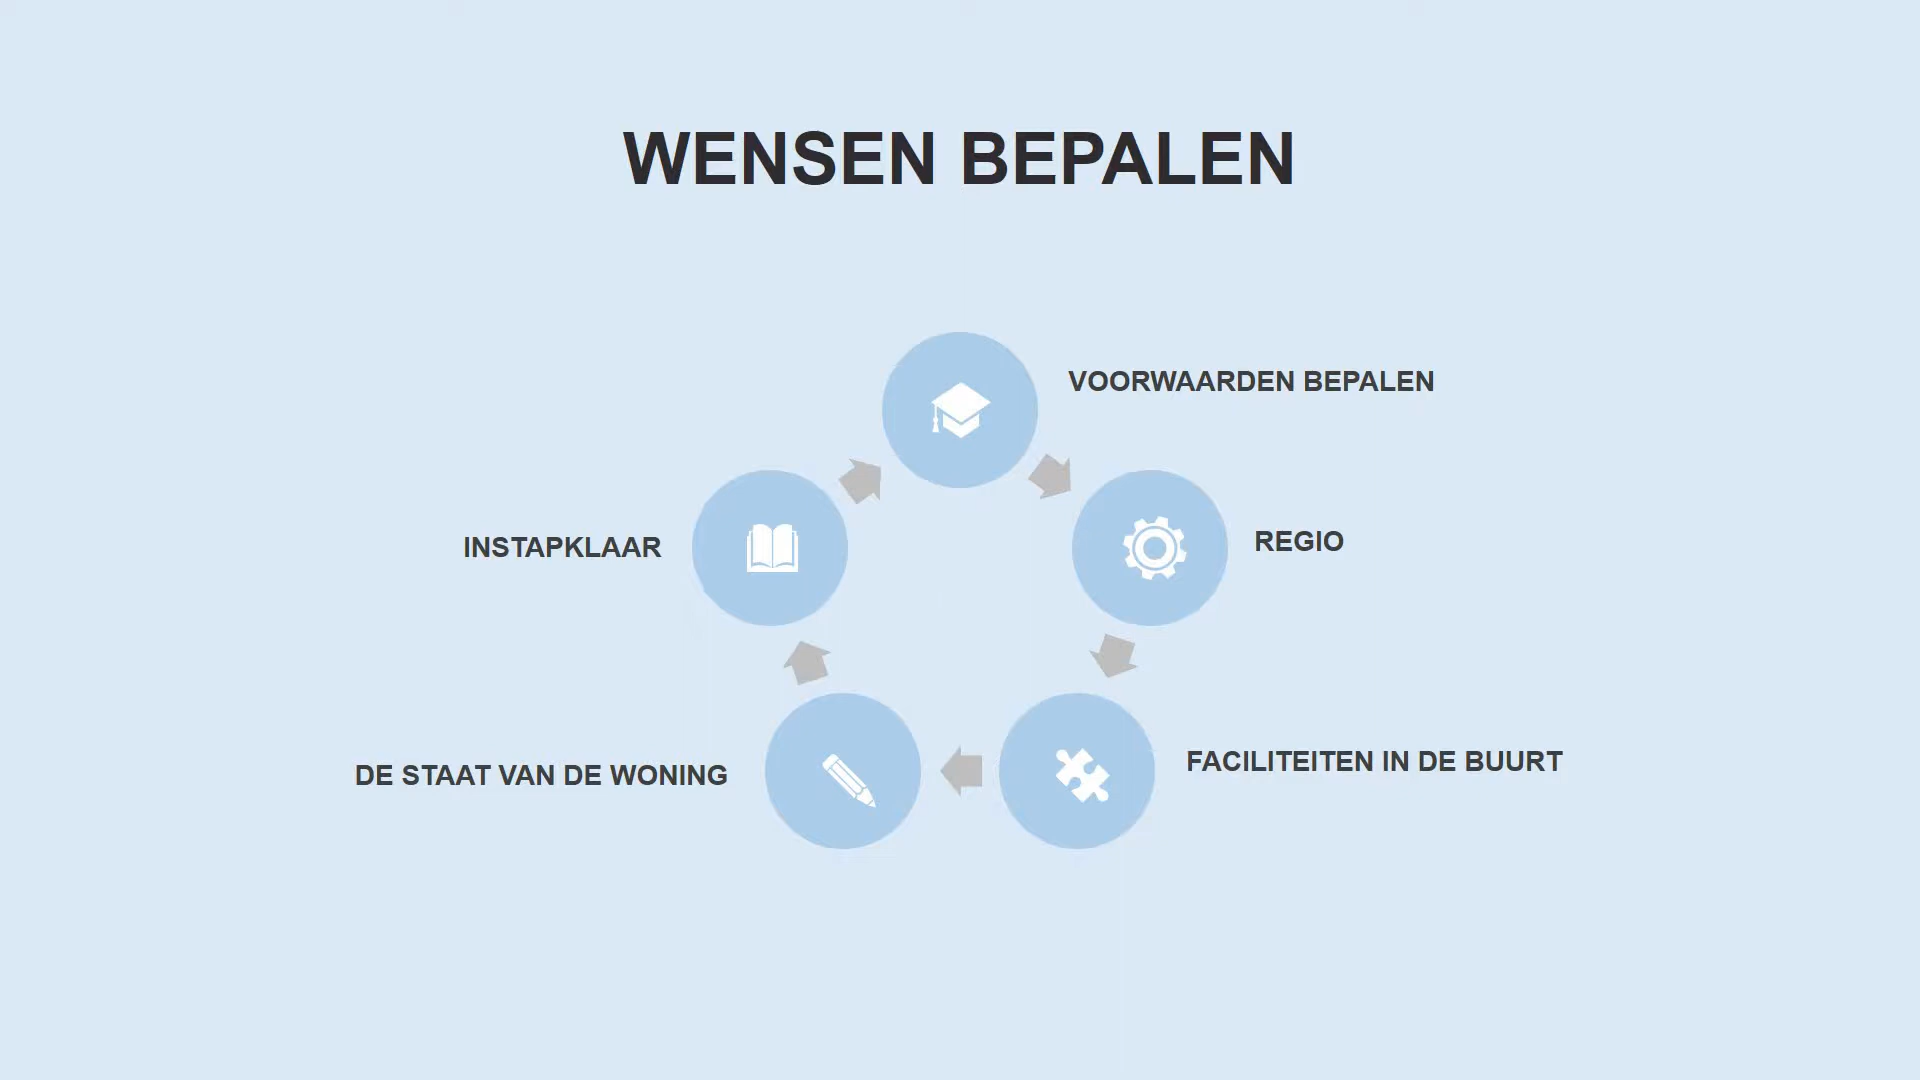 WENSEN BEPALEN
VOORWAARDEN BEPALEN
REGIO
FACILITEITEN IN DE BUURT
DE STAAT VAN DE WONING
INSTAPKLAAR